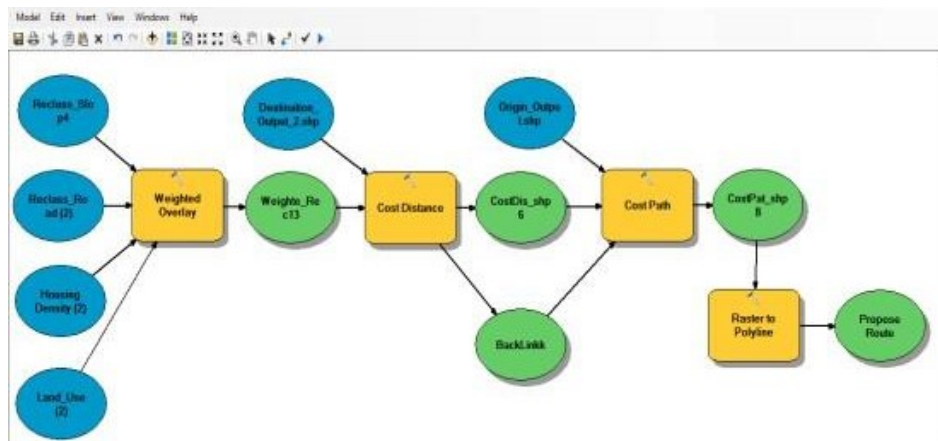 Model Edit Insert View Windows Help
Reclass_Slo
p4
Destination_
Output_2.shp
Origin_Outpu
t.shp
Reclass_Ro
ad (2)
Weighted
Overlay
Weighte_Re
c13
Cost Distance
CostDis_shp
6
Cost Path
CostPat_shp
8
Housing
Density (2)
BackLinkk
Raster to
Polyline
Propose
Route
Land_Use
(2)